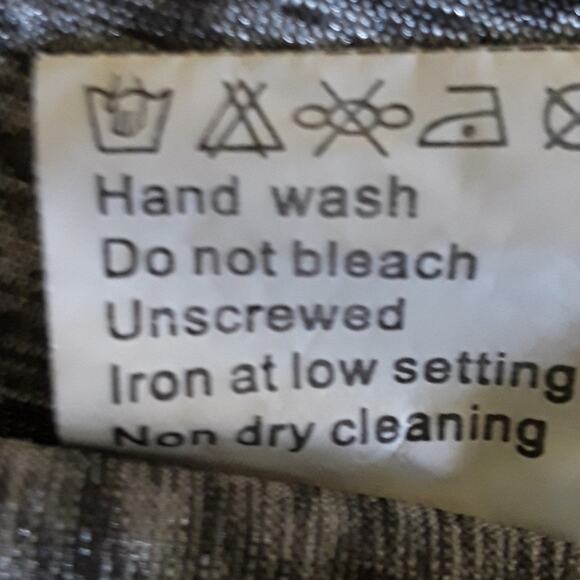 Hand wash
Do not bleach
Unscrewed
Iron at low setting
Non dry cleaning